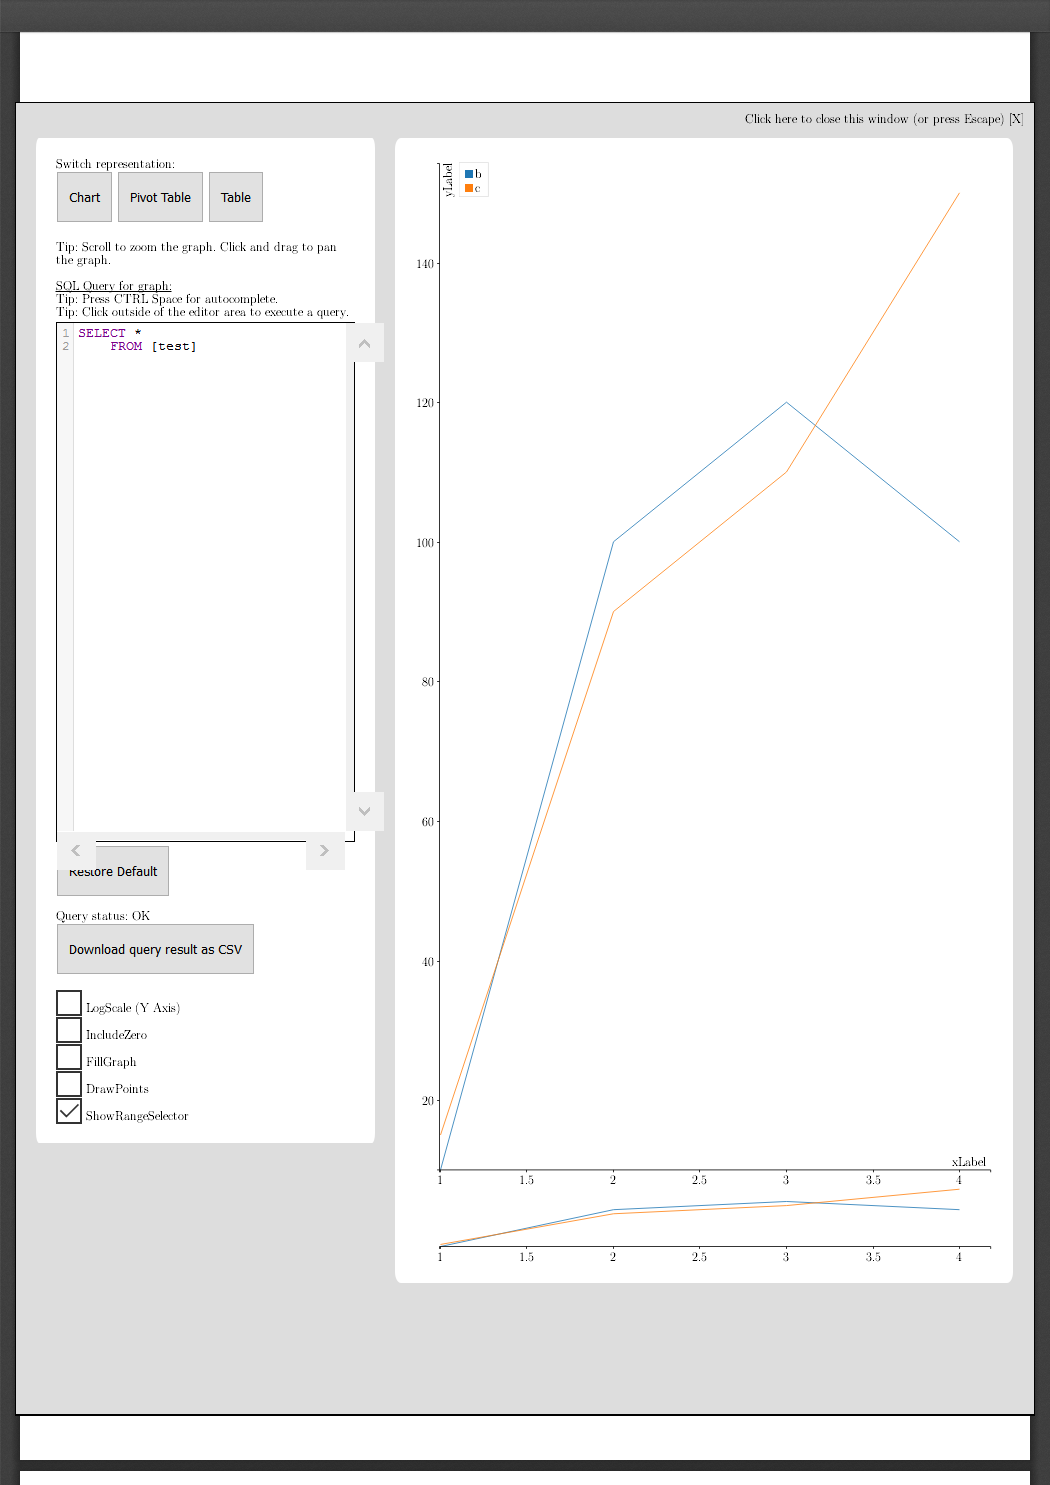 Click here to close this window (or press Escape) [X]
Switch representation:
Chart
Pivot Table
Table
Tip: Scroll to zoom the graph. Click and drag to pan
the graph.
SQL Query for graph:
Tip: Press CTRL Space for autocomplete.
Tip: Click outside of the editor area to execute a query.
1 SELECT *
2 FROM [test]
Restore Default
Query status: OK
Download query result as CSV
LogScale (Y Axis)
IncludeZero
FillGraph
DrawPoints
ShowRangeSelector
yLabel
b
c
140
120
100
80
60
40
20
xLabel
1 1.5 2 2.5 3 3.5 4
1 1.5 2 2.5 3 3.5 4